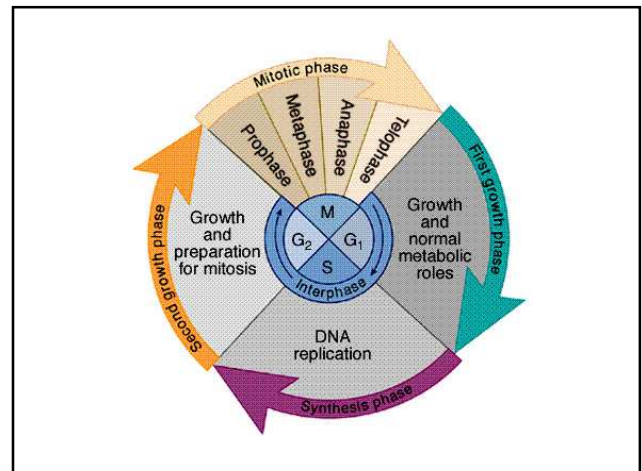 Mitotic phase
Prophase
Metaphase
Anaphase
Telophase
First growth phase
Growth
and
normal
metabolic
roles
Growth
and
preparation
for mitosis
Second growth phase
M
G₂
G₁
S
Interphase
DNA
replication
Synthesis phase